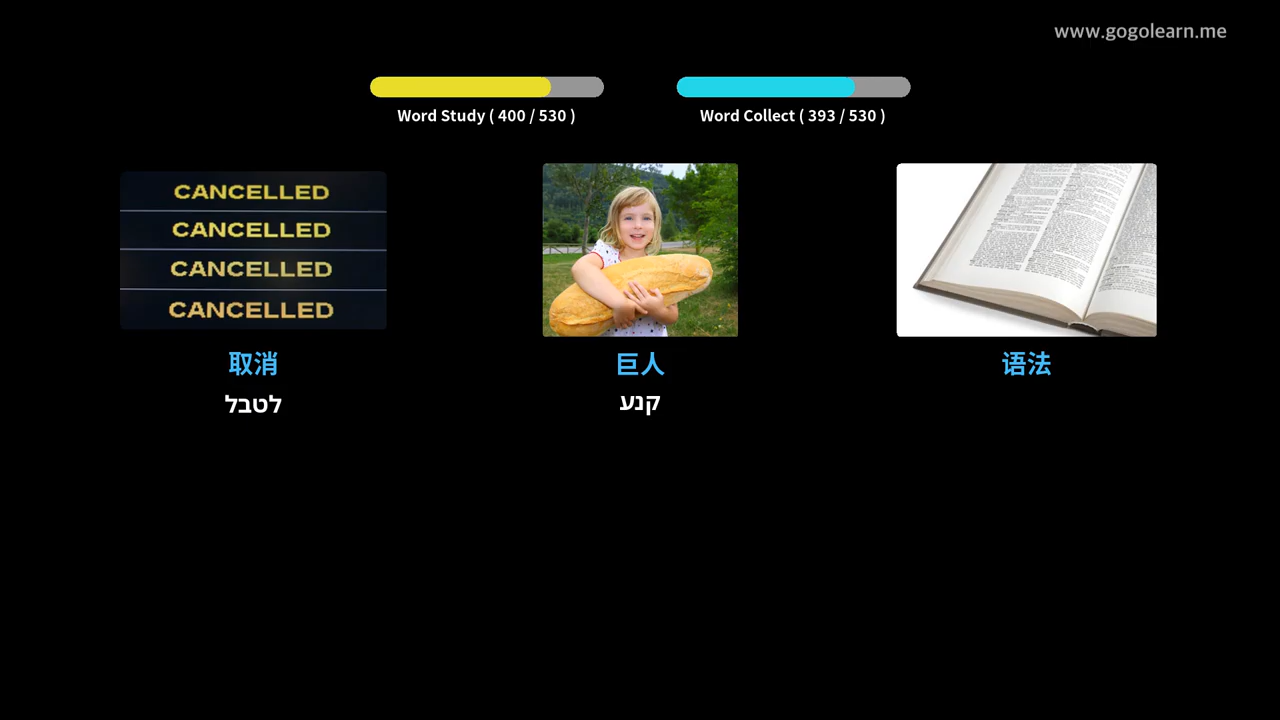 www.gogolearn.me
Word Study ( 400 / 530 )
Word Collect ( 393 / 530 )
CANCELLED
CANCELLED
CANCELLED
CANCELLED
取消
לטבל
巨人
קנע
语法